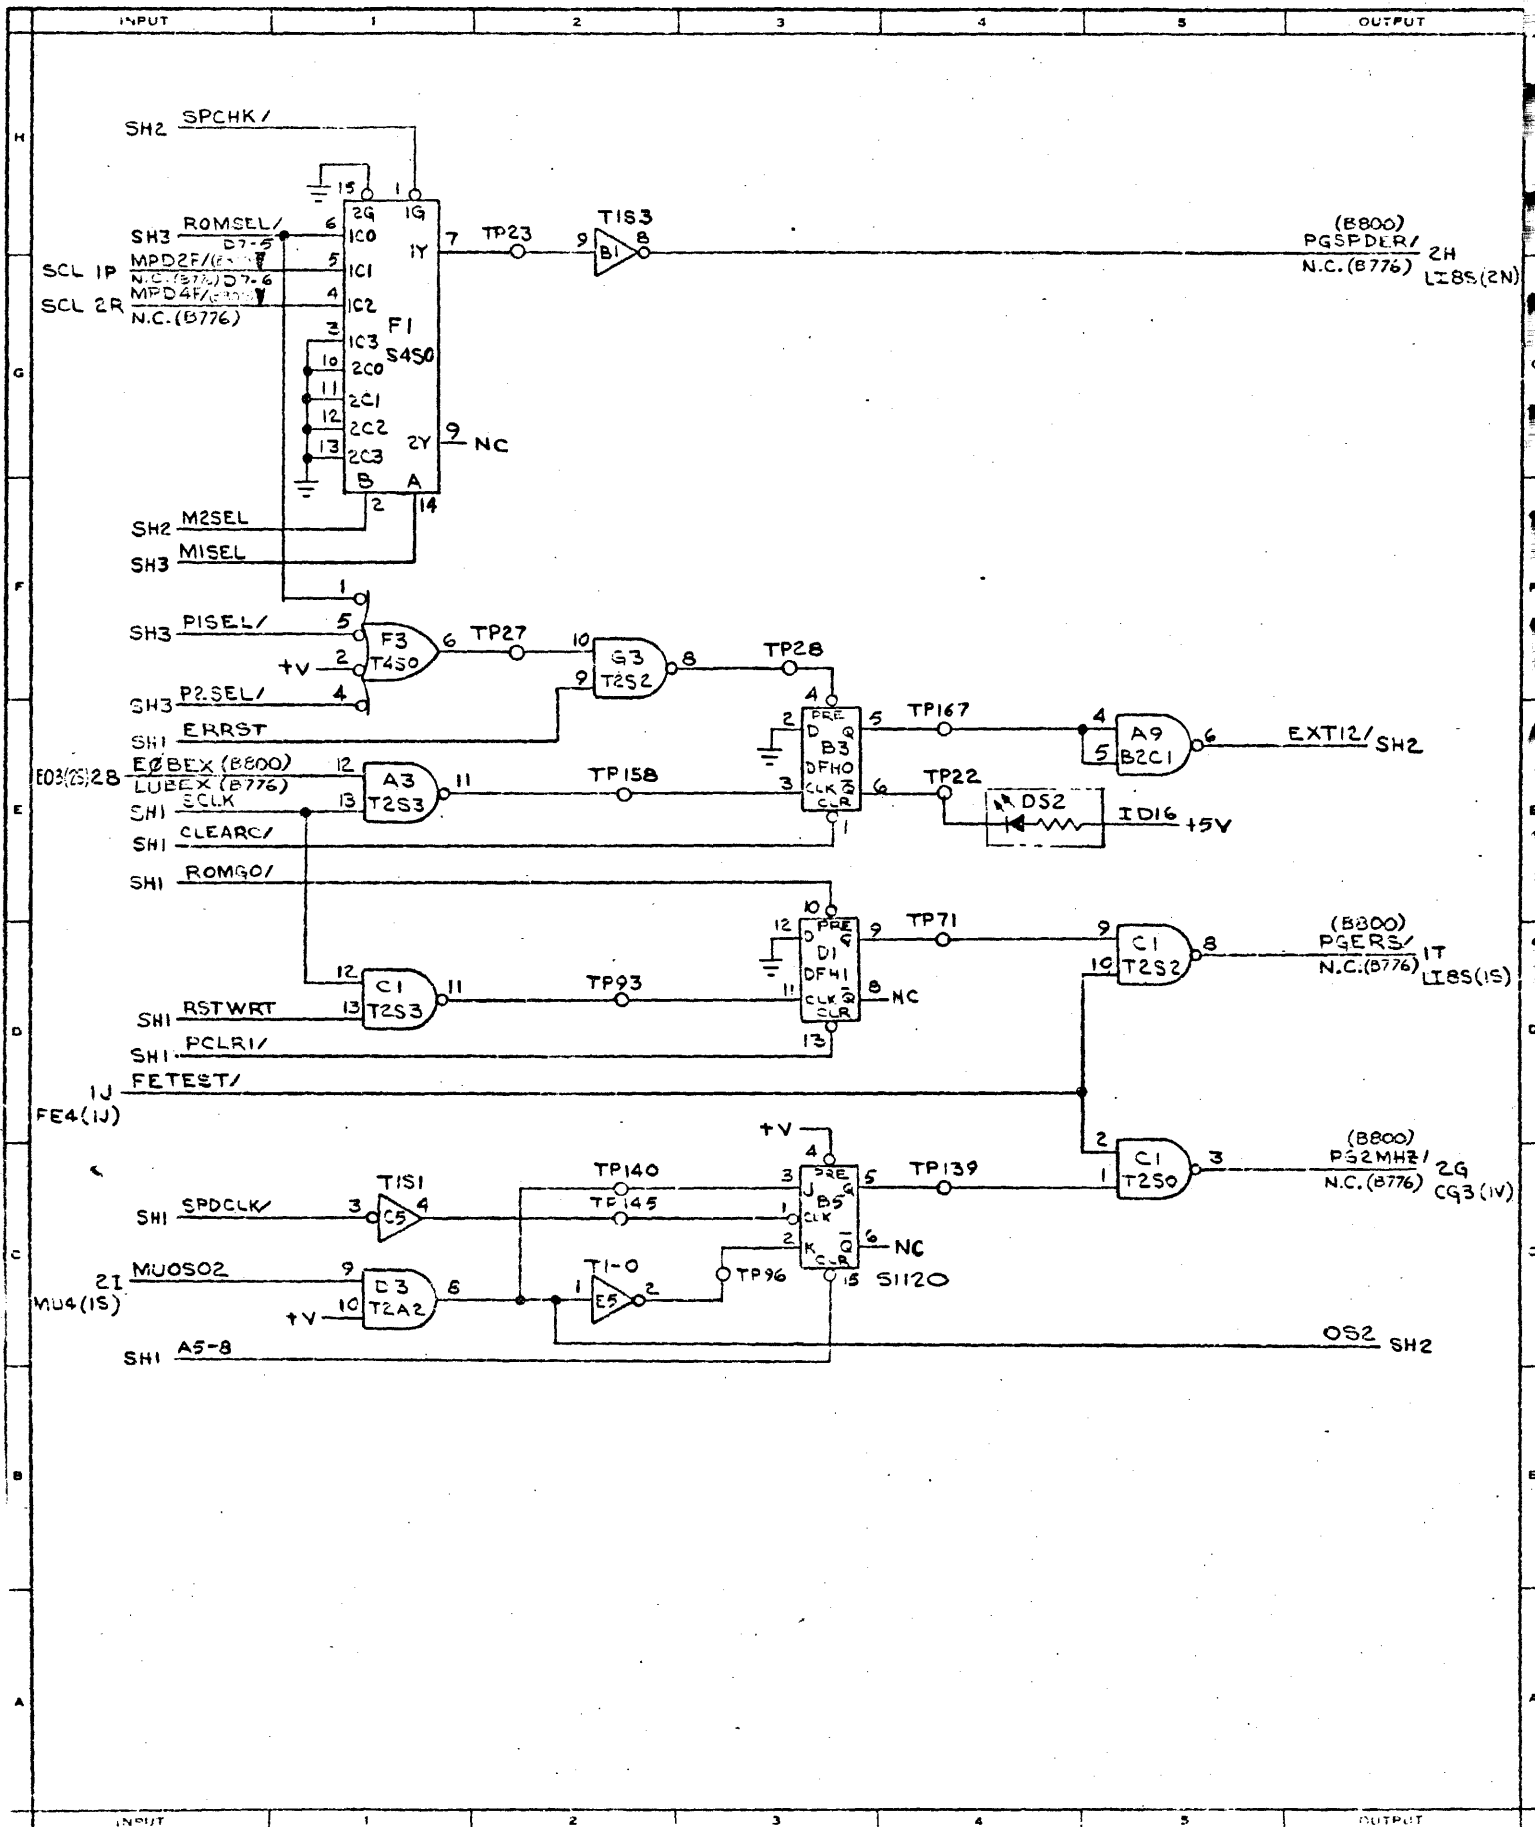 INPUT 1 2 3 4 5 OUTPUT
H
SH2 SPCHK/
15 1
2G 1G
SH3 ROMSEL/ 6 1C0
D7-5
1Y 7 TP23 9 T1S3 B1 8
(B800)
PGSPDER/ 2H
N.C. (B776) LI8S(2N)
SCL 1P MPD2F/ 5 1C1
N.C. (B776) D7-6
SCL 2R MPD4F/ 4 1C2
N.C. (B776)
3 1C3
F1
S4S0
G
10 2C0
11 2C1
12 2C2
13 2C3
2Y 9 NC
B A
2 14
SH2 M2SEL
SH3 M1SEL
F
1
SH3 P1SEL/ 5
F3 6 TP27 10 G3 8 TP28
+V 2 T4S0
9 T2S2
SH3 P2SEL/ 4
4
SH1 ERRST
2 PRE 5 TP167 4 A9 6 EXT12/ SH2
D Q
B3
5 B2C1
DFH0
E03(2S)2B E0BEX (B800) 12 A3 11 TP158 3 CLK Q 6 TP22
LUBEX (B776)
SH1 SCLK 13 T2S3
CLR
1
DS2 ID16 +5V
E
SH1 CLEARC/
SH1 ROMGO/
10
12 PRE 9 TP71 9 C1 8
D Q
D1
DFH1
10 T2S2
(B800)
PGERS/ 1T
N.C. (B776) LI8S(1S)
12 C1 11 TP93 11 CLK Q 8 NC
SH1 RSTWRT 13 T2S3
CLR
13
D
SH1 PCLR1/
1J FETEST/
FE4(1J)
+V 4
2 C1 3
1 T2S0
(B800)
PG2MHZ/ 2G
N.C. (B776) CG3(1V)
TP140 3 J PRE Q 5 TP139
B5
T1S1
SH1 SPDCLK/ 3 C5 4 TP145 1 CLK
2 K Q 6 NC
CLR
15 S1120
C
2I MUOSO2 9 D3
MU4(1S) +V 10 T2A2
T1-0
1 E5 2 TP96
OS2 SH2
SH1 A5-8
B
A
INPUT 1 2 3 4 5 OUTPUT